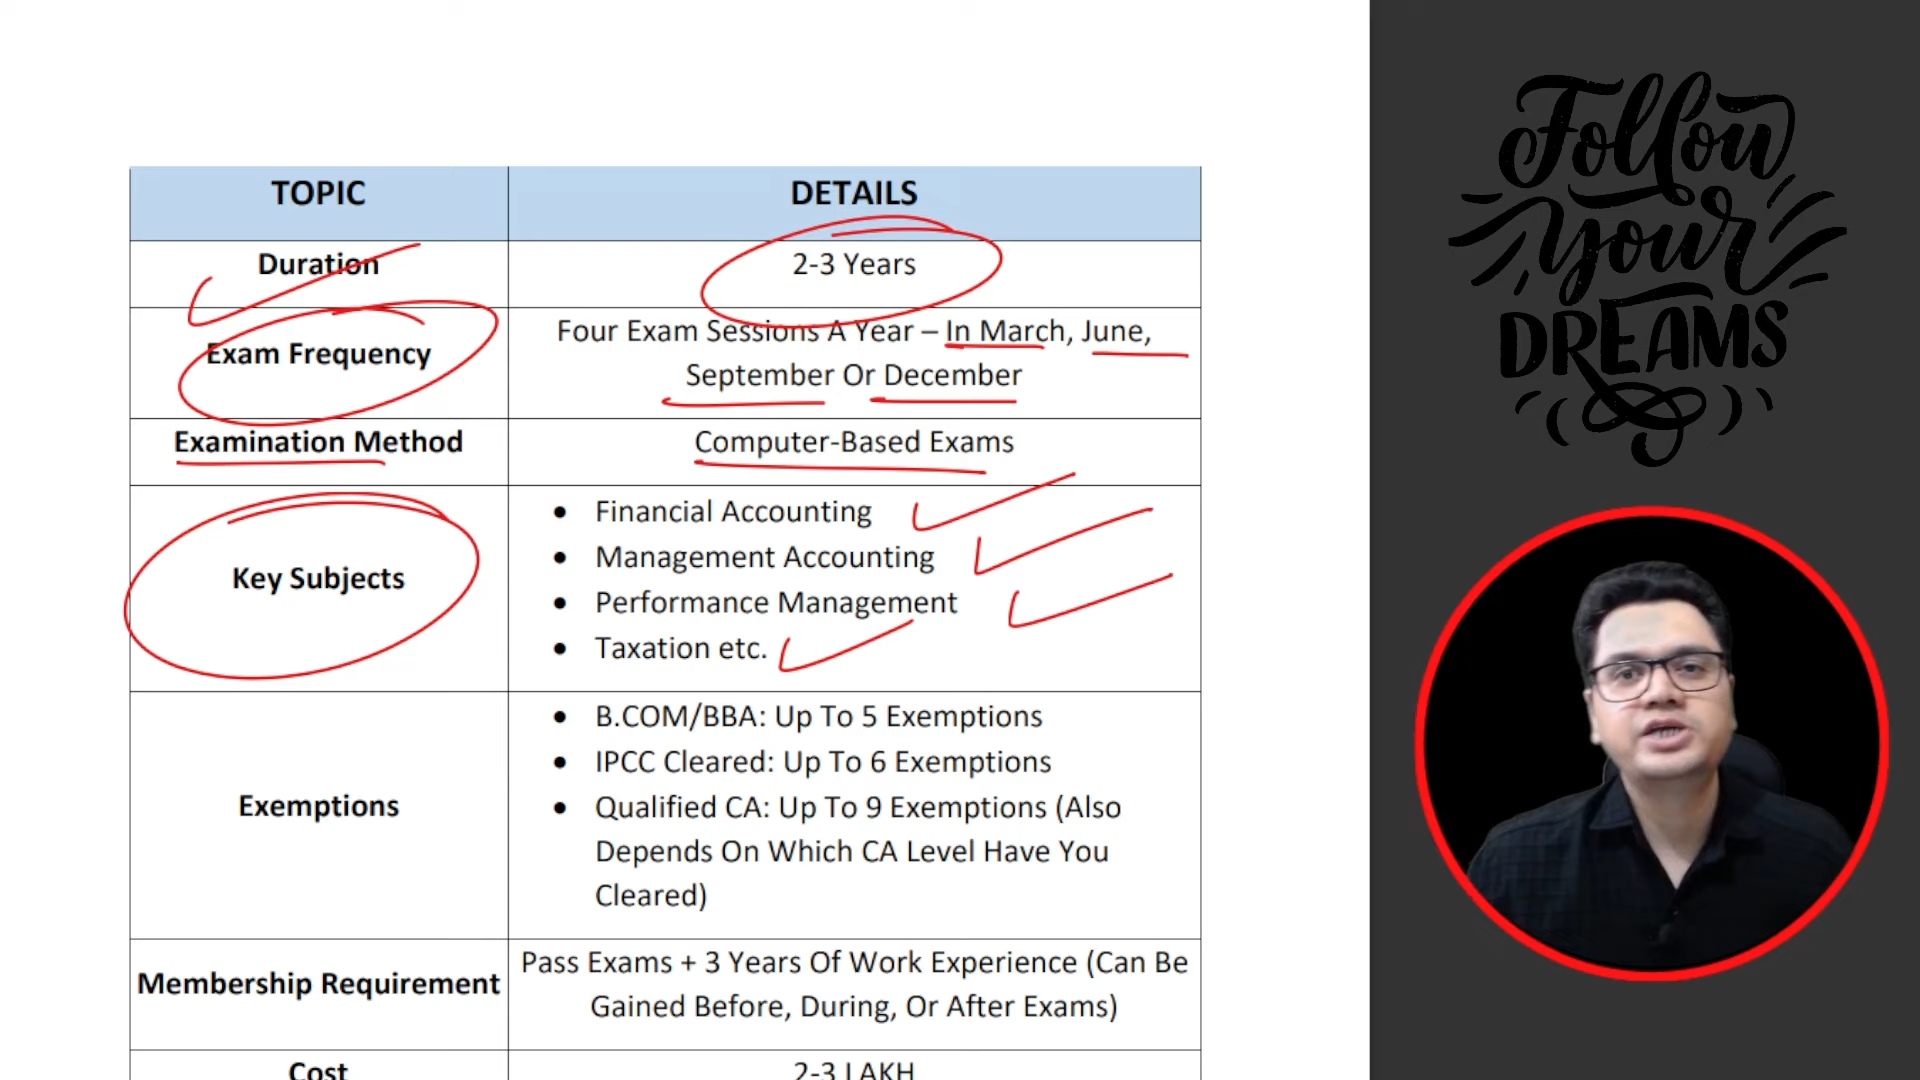 TOPIC
DETAILS
Duration
2-3 Years
Exam Frequency
Four Exam Sessions A Year – In March, June,
September Or December
Examination Method
Computer-Based Exams
Key Subjects
• Financial Accounting
• Management Accounting
• Performance Management
• Taxation etc.
Exemptions
• B.COM/BBA: Up To 5 Exemptions
• IPCC Cleared: Up To 6 Exemptions
• Qualified CA: Up To 9 Exemptions (Also
Depends On Which CA Level Have You
Cleared)
Membership Requirement
Pass Exams + 3 Years Of Work Experience (Can Be
Gained Before, During, Or After Exams)
Cost
2-3 LAKH
Follow
Your
DREAMS